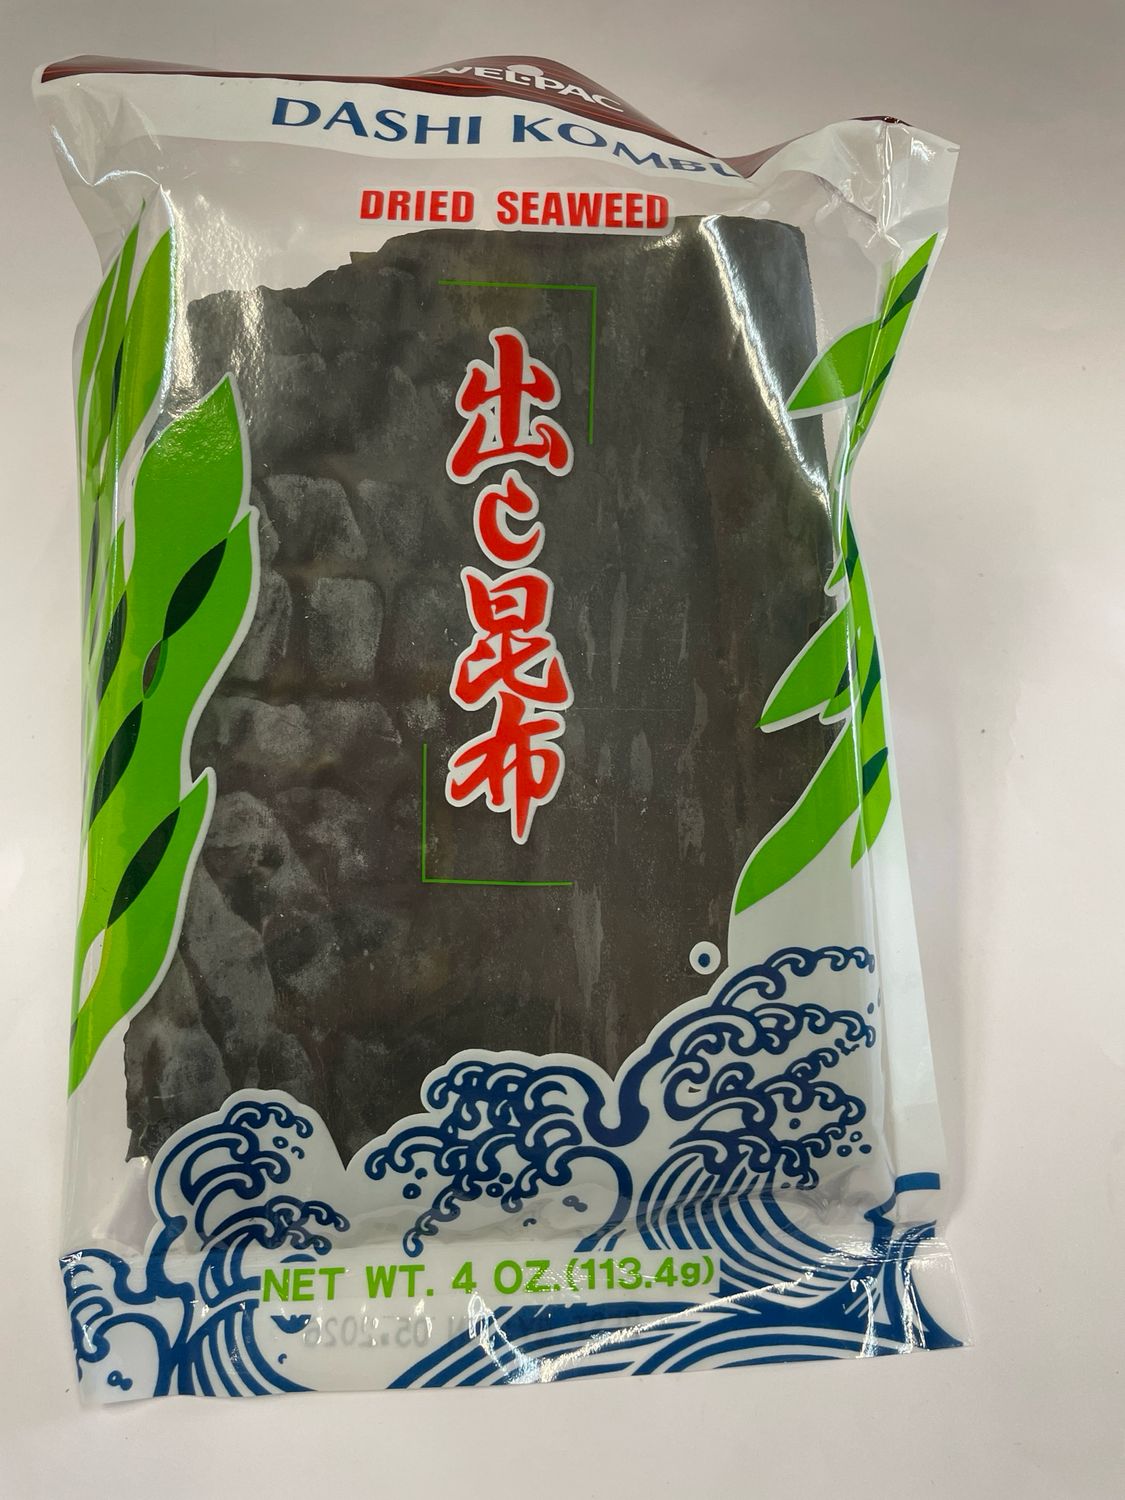 WEL·PAC
DASHI KOMBU
DRIED SEAWEED
出し昆布
NET WT. 4 OZ.(113.4g)